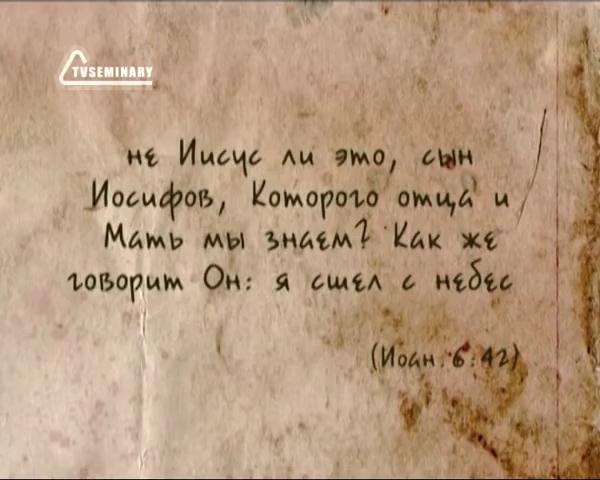 TVSEMINARY
не Иисус ли это, сын
Иосифов, Которого отца и
Мать мы знаем? Как же
говорит Он: я сшел с небес
(Иоан. 6:42)